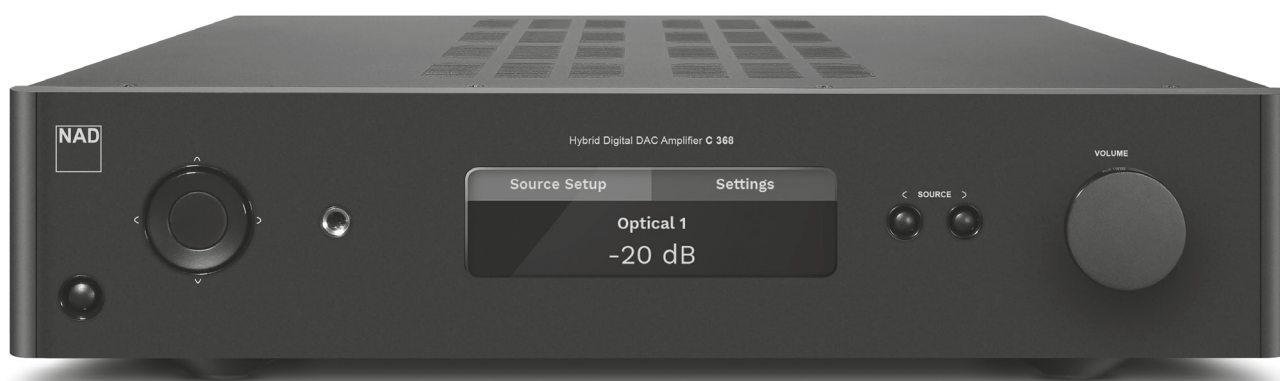 NAD
Hybrid Digital DAC Amplifier C 368
VOLUME
Source Setup
Settings
< SOURCE >
Optical 1
-20 dB